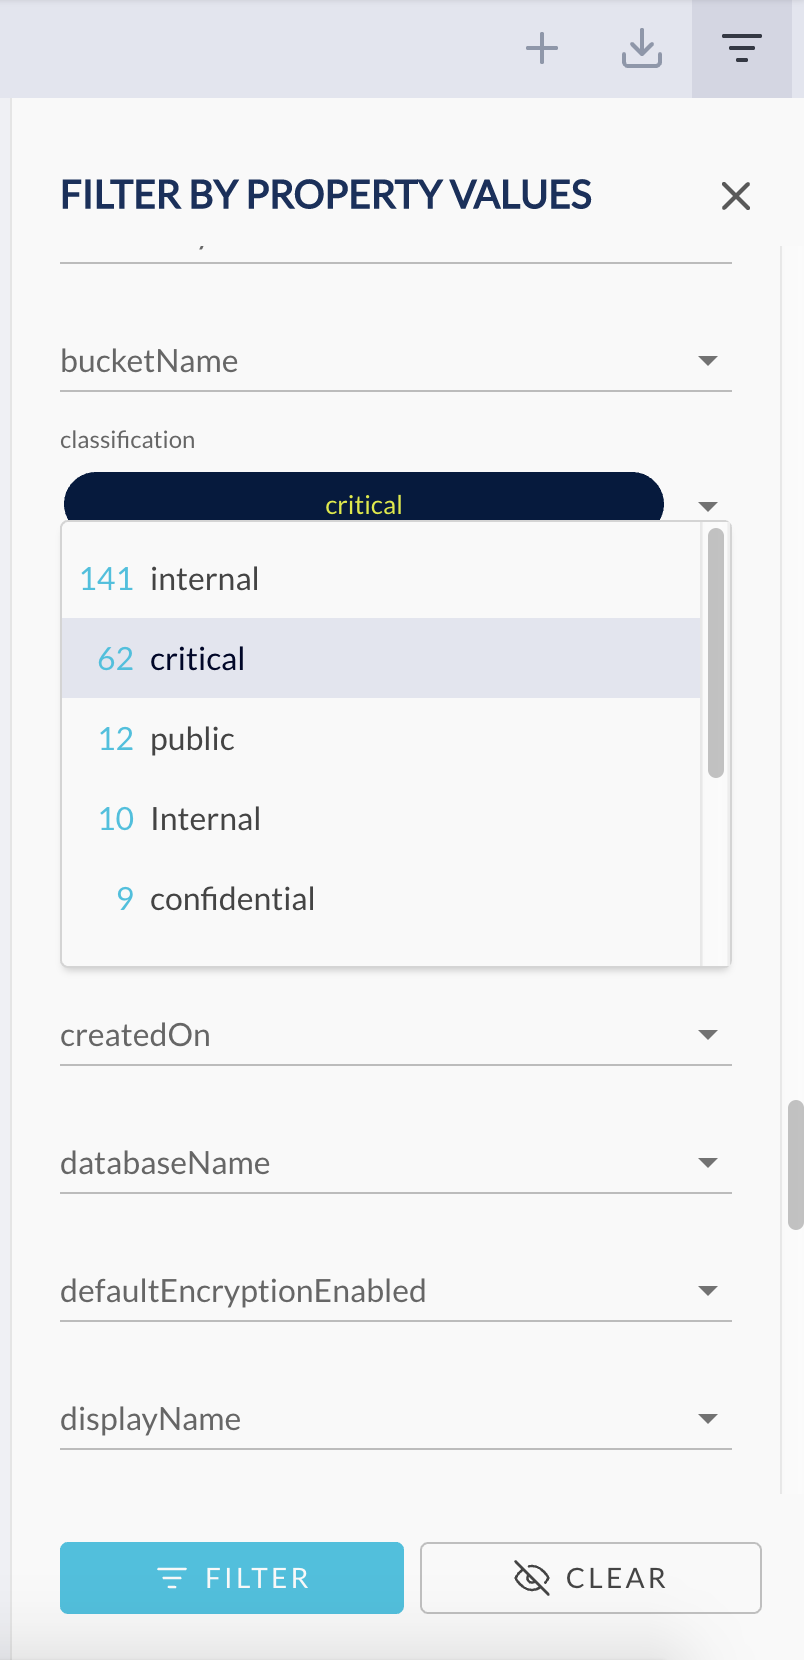 FILTER BY PROPERTY VALUES
bucketName
classification
critical
141 internal
62 critical
12 public
10 Internal
9 confidential
createdOn
databaseName
defaultEncryptionEnabled
displayName
FILTER
CLEAR